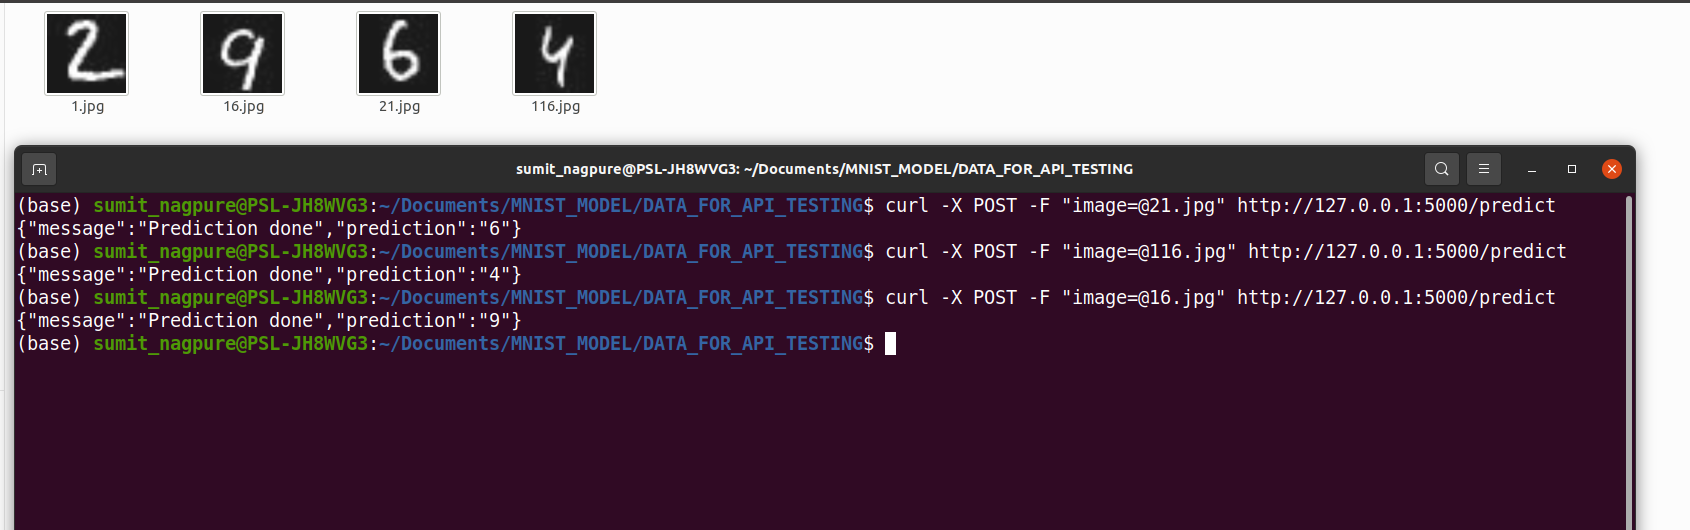 2 9 6 4
1.jpg 16.jpg 21.jpg 116.jpg
sumit_nagpure@PSL-JH8WVG3: ~/Documents/MNIST_MODEL/DATA_FOR_API_TESTING
(base) sumit_nagpure@PSL-JH8WVG3:~/Documents/MNIST_MODEL/DATA_FOR_API_TESTING$ curl -X POST -F "image=@21.jpg" http://127.0.0.1:5000/predict
{"message":"Prediction done","prediction":"6"}
(base) sumit_nagpure@PSL-JH8WVG3:~/Documents/MNIST_MODEL/DATA_FOR_API_TESTING$ curl -X POST -F "image=@116.jpg" http://127.0.0.1:5000/predict
{"message":"Prediction done","prediction":"4"}
(base) sumit_nagpure@PSL-JH8WVG3:~/Documents/MNIST_MODEL/DATA_FOR_API_TESTING$ curl -X POST -F "image=@16.jpg" http://127.0.0.1:5000/predict
{"message":"Prediction done","prediction":"9"}
(base) sumit_nagpure@PSL-JH8WVG3:~/Documents/MNIST_MODEL/DATA_FOR_API_TESTING$